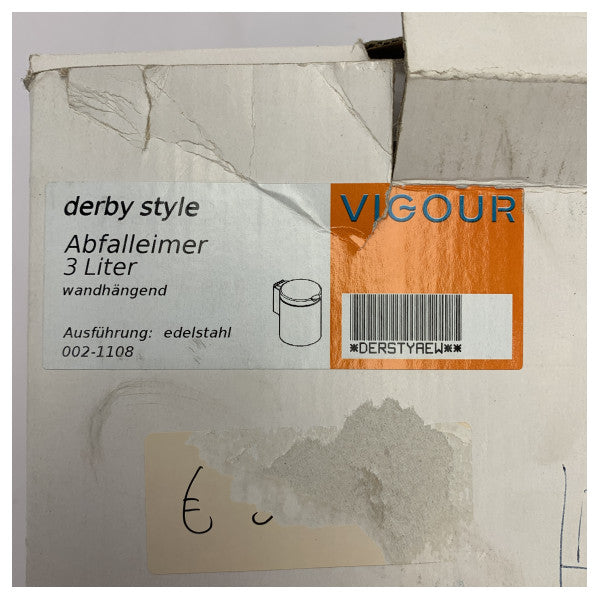 derby style
VIGOUR
Abfalleimer
3 Liter
wandhängend
Ausführung: edelstahl
002-1108
*DERSTYAEW**
€